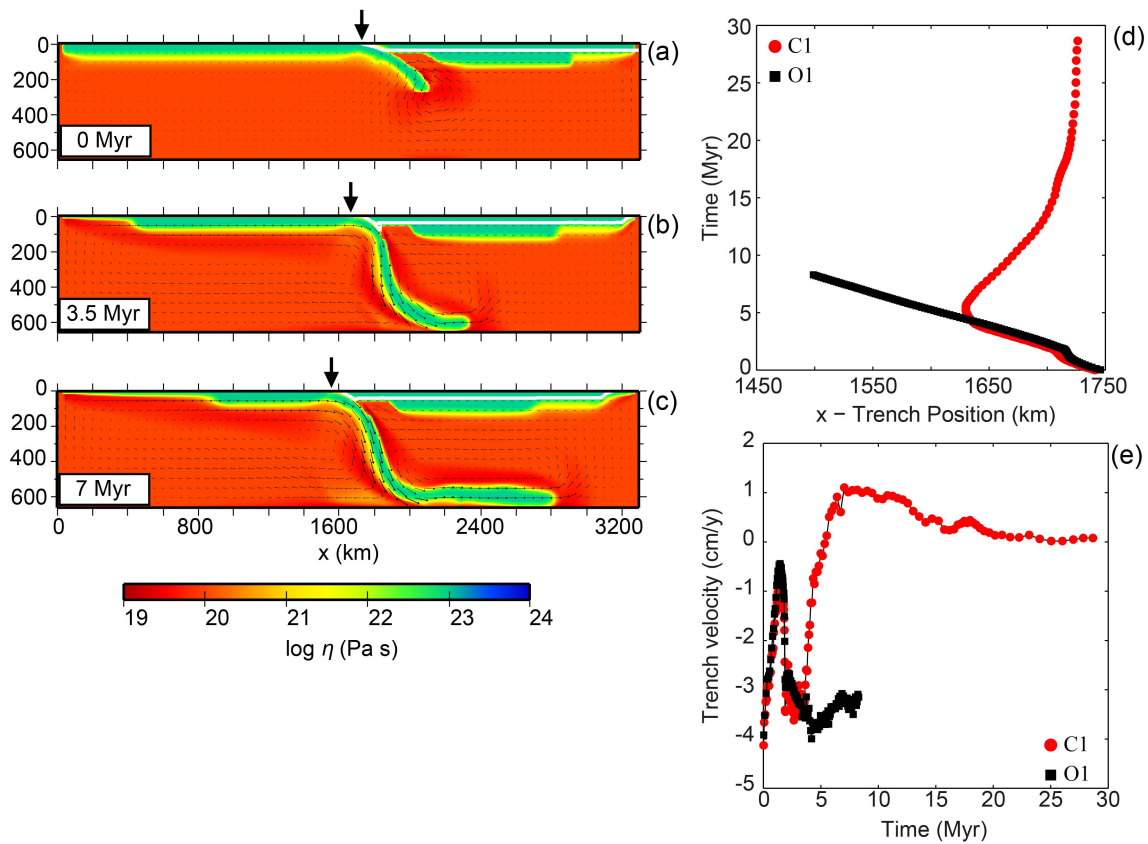 (a)
0
200
400
600
0 Myr
(b)
0
200
400
600
3.5 Myr
(c)
0
200
400
600
7 Myr
0 800 1600 2400 3200
x (km)
19 20 21 22 23 24
log η (Pa s)
(d)
C1
O1
30
25
20
15
10
5
0
Time (Myr)
1450 1550 1650 1750
x − Trench Position (km)
(e)
2
1
0
-1
-2
-3
-4
-5
Trench velocity (cm/y)
C1
O1
0 5 10 15 20 25 30
Time (Myr)